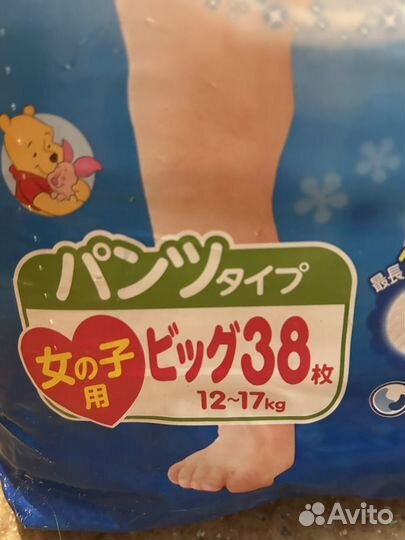 パンツタイプ
最長
女の子用
ビッグ38枚
12~17kg
Avito